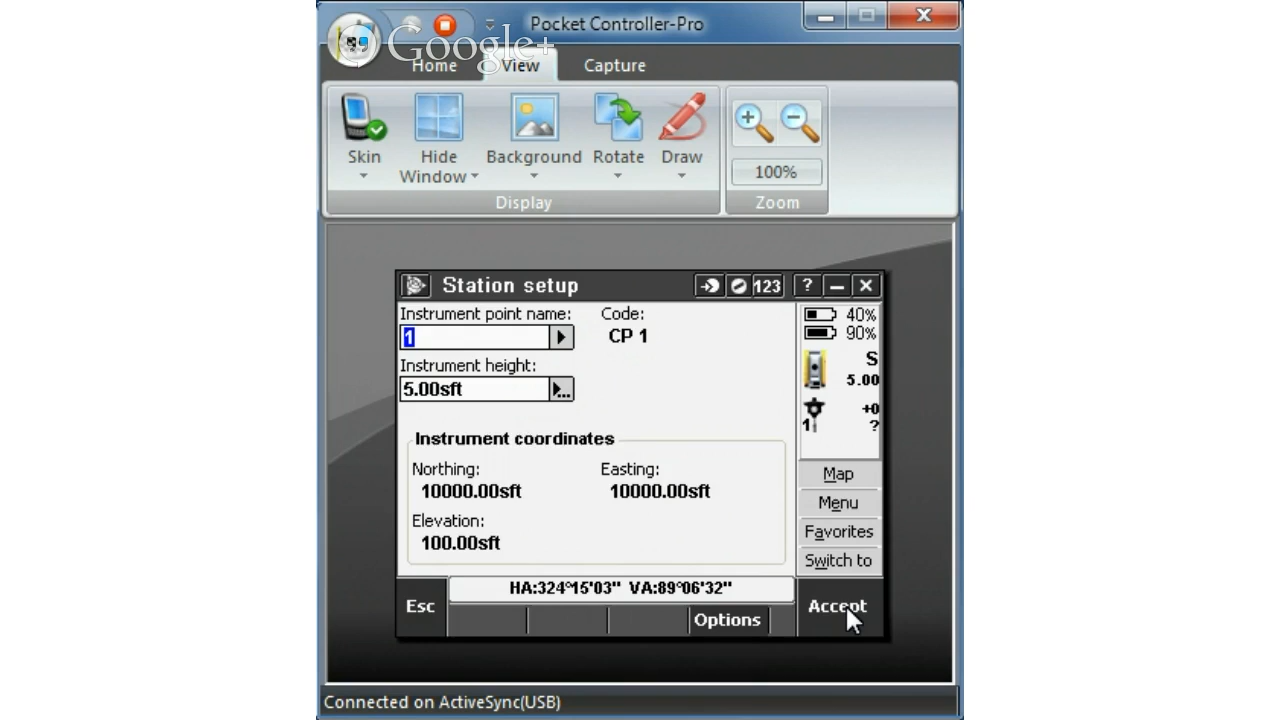 Pocket Controller-Pro
Google+
Home View Capture
Skin Hide Window Background Rotate Draw
100%
Display Zoom
Station setup 123 ?
Instrument point name: Code:
1 CP 1
Instrument height:
5.00sft ...
Instrument coordinates
Northing: Easting:
10000.00sft 10000.00sft
Elevation:
100.00sft
40%
90%
S
5.00
+0
1 ?
Map
Menu
Favorites
Switch to
HA:324°15'03" VA:89°06'32"
Esc Options Accept
Connected on ActiveSync(USB)